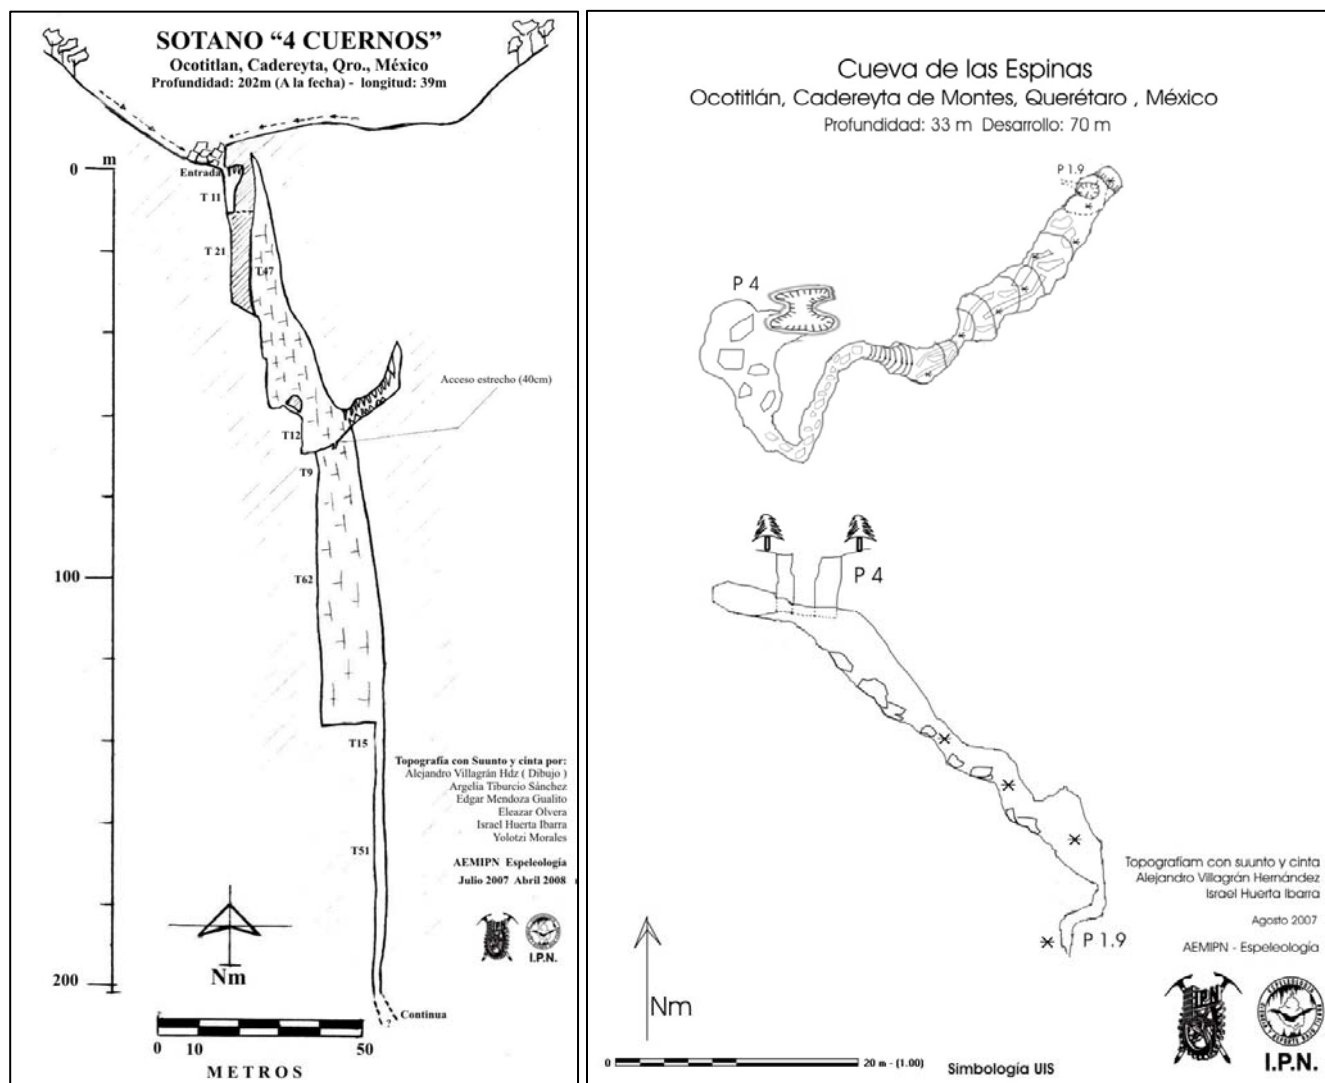 SOTANO “4 CUERNOS”
Ocotitlan, Cadereyta, Qro., México
Profundidad: 202m (A la fecha) - longitud: 39m
0
m
Entrada
T 11
T 21
T47
Acceso estrecho (40cm)
T12
T9
100
T62
T15
Topografía con Suunto y cinta por:
Alejandro Villagrán Hdz ( Dibujo )
Argelia Tiburcio Sánchez
Edgar Mendoza Gualito
Eleazar Olvera
Israel Huerta Ibarra
Yolotzi Morales
T51
AEMIPN Espeleología
Julio 2007 Abril 2008
I.P.N.
Nm
200
Continua
?
0 10 50
METROS
Cueva de las Espinas
Ocotitlán, Cadereyta de Montes, Querétaro , México
Profundidad: 33 m Desarrollo: 70 m
P 1.9
P 4
P 4
Topografíam con suunto y cinta
Alejandro Villagrán Hernández
Israel Huerta Ibarra
Agosto 2007
AEMIPN - Espeleología
P 1.9
Nm
I.P.N.
0 20 m - (1.00)
Simbología UIS